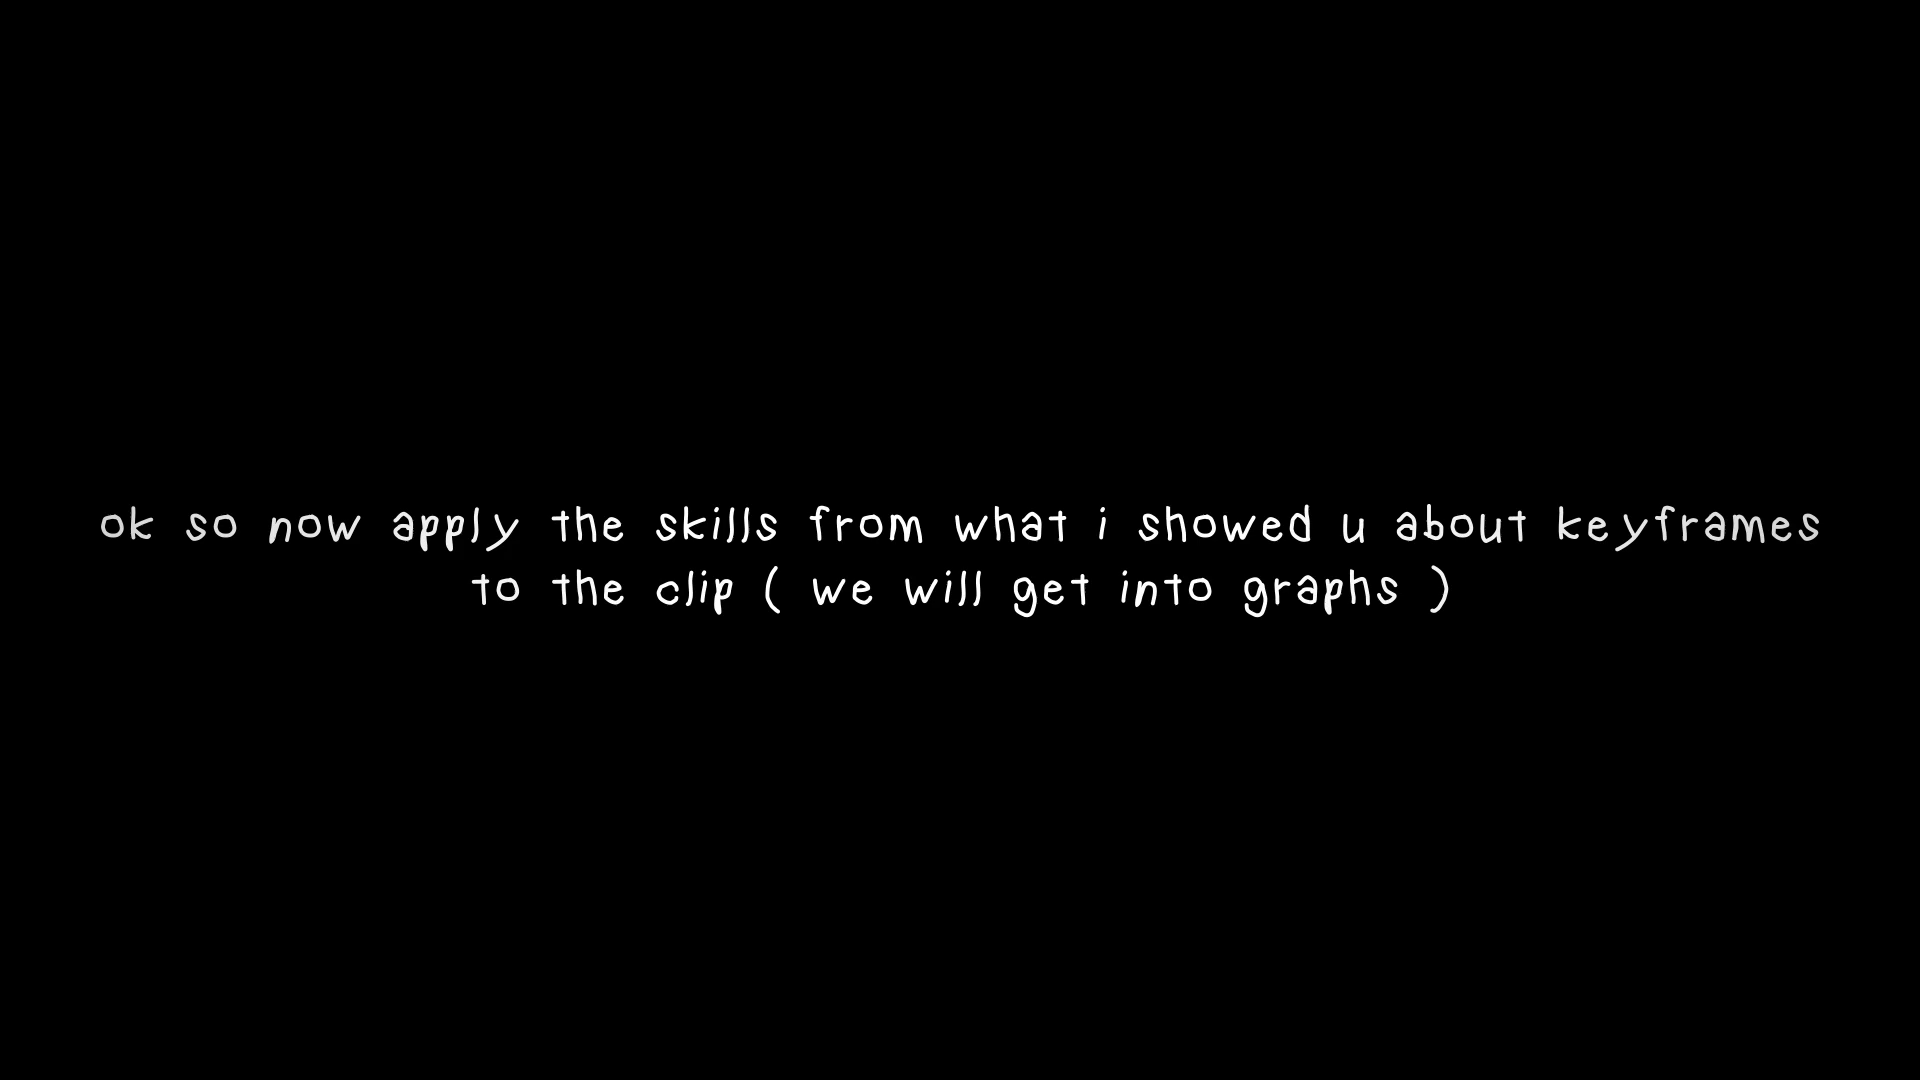 ok so now apply the skills from what i showed u about keyframes
to the clip ( we will get into graphs )